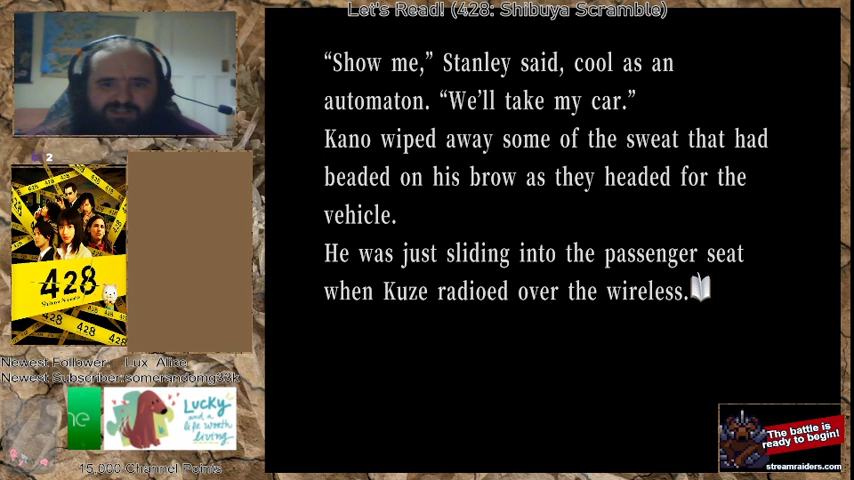 Let's Read! (428: Shibuya Scramble)
“Show me,” Stanley said, cool as an
automaton. “We’ll take my car.”
Kano wiped away some of the sweat that had
beaded on his brow as they headed for the
vehicle.
He was just sliding into the passenger seat
when Kuze radioed over the wireless.
2
428
Newest Follower: Lux_Alice
Newest Subscriber:
Lucky
and a
life worth
living
15,000 Channel Points
The battle is
ready to begin!
streamraiders.com